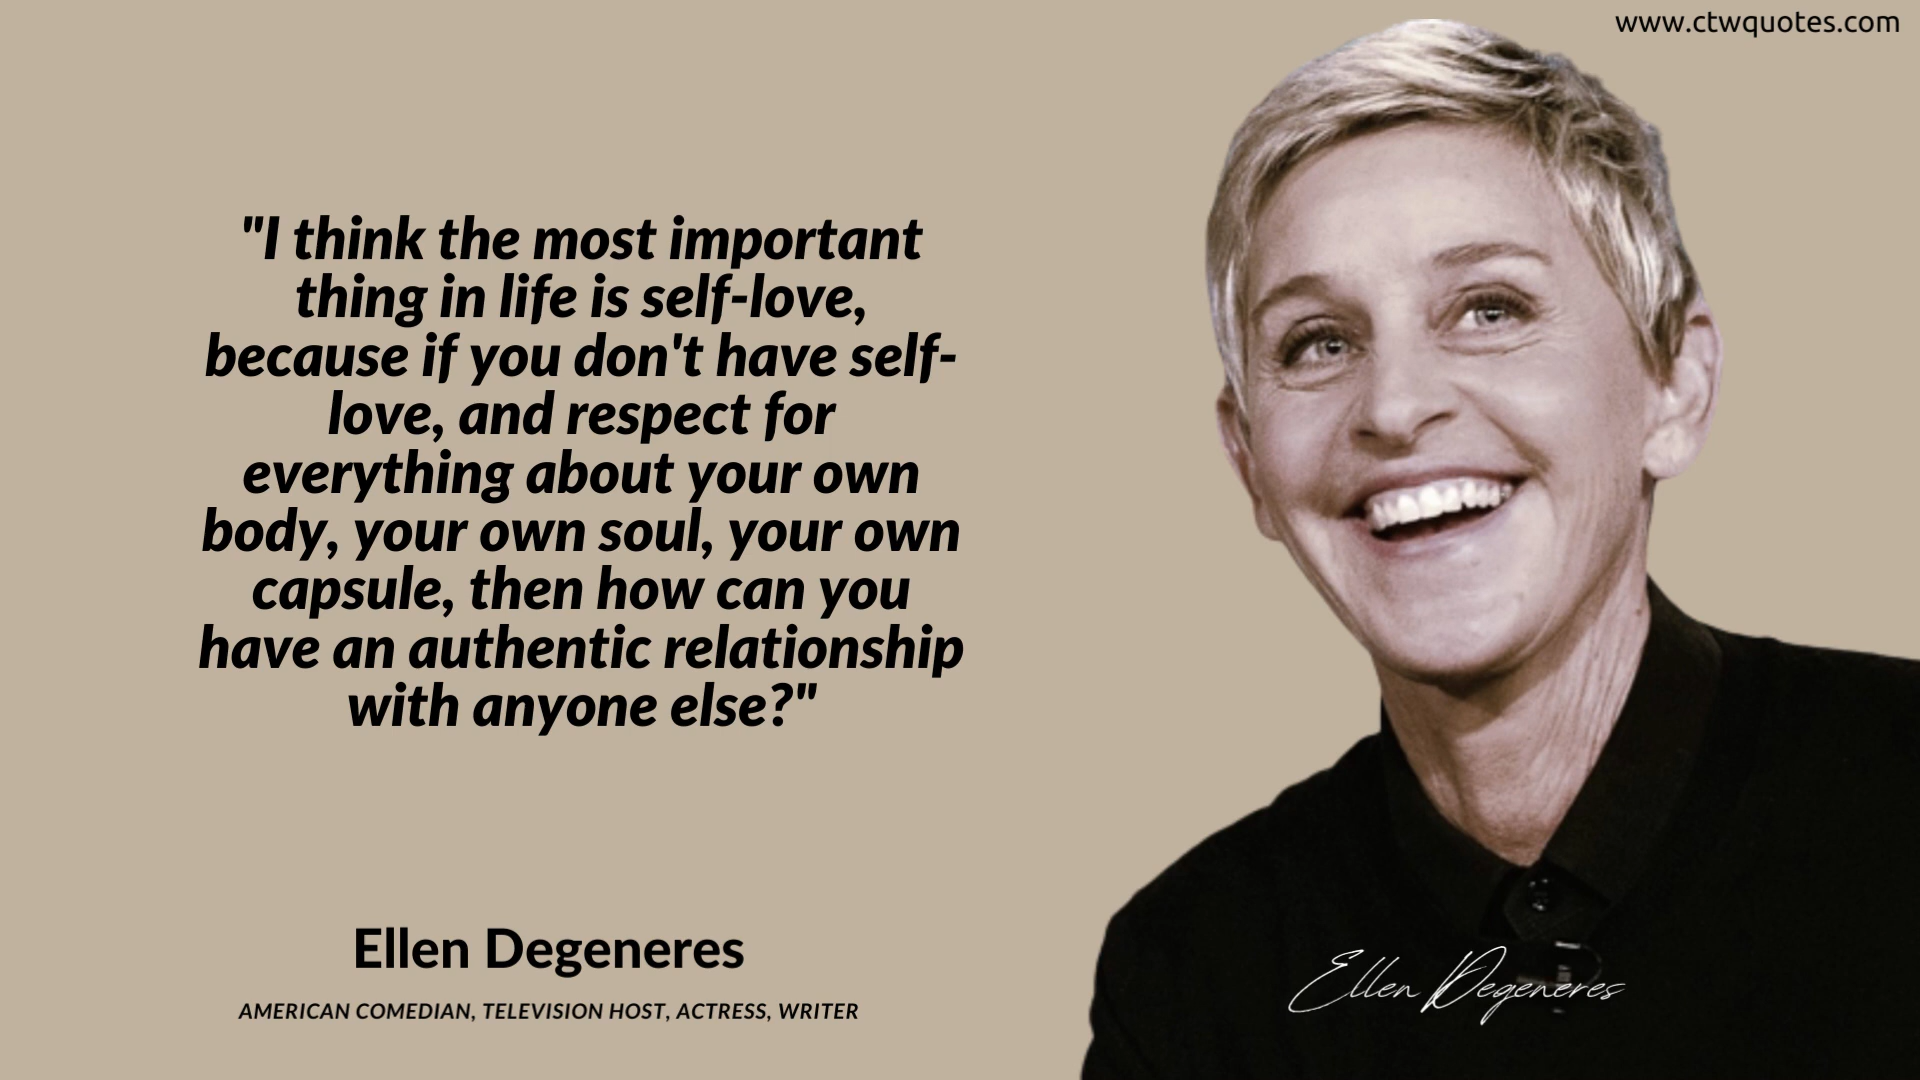 www.ctwquotes.com
"I think the most important
thing in life is self-love,
because if you don't have self-
love, and respect for
everything about your own
body, your own soul, your own
capsule, then how can you
have an authentic relationship
with anyone else?"
Ellen Degeneres
AMERICAN COMEDIAN, TELEVISION HOST, ACTRESS, WRITER
Ellen Degeneres